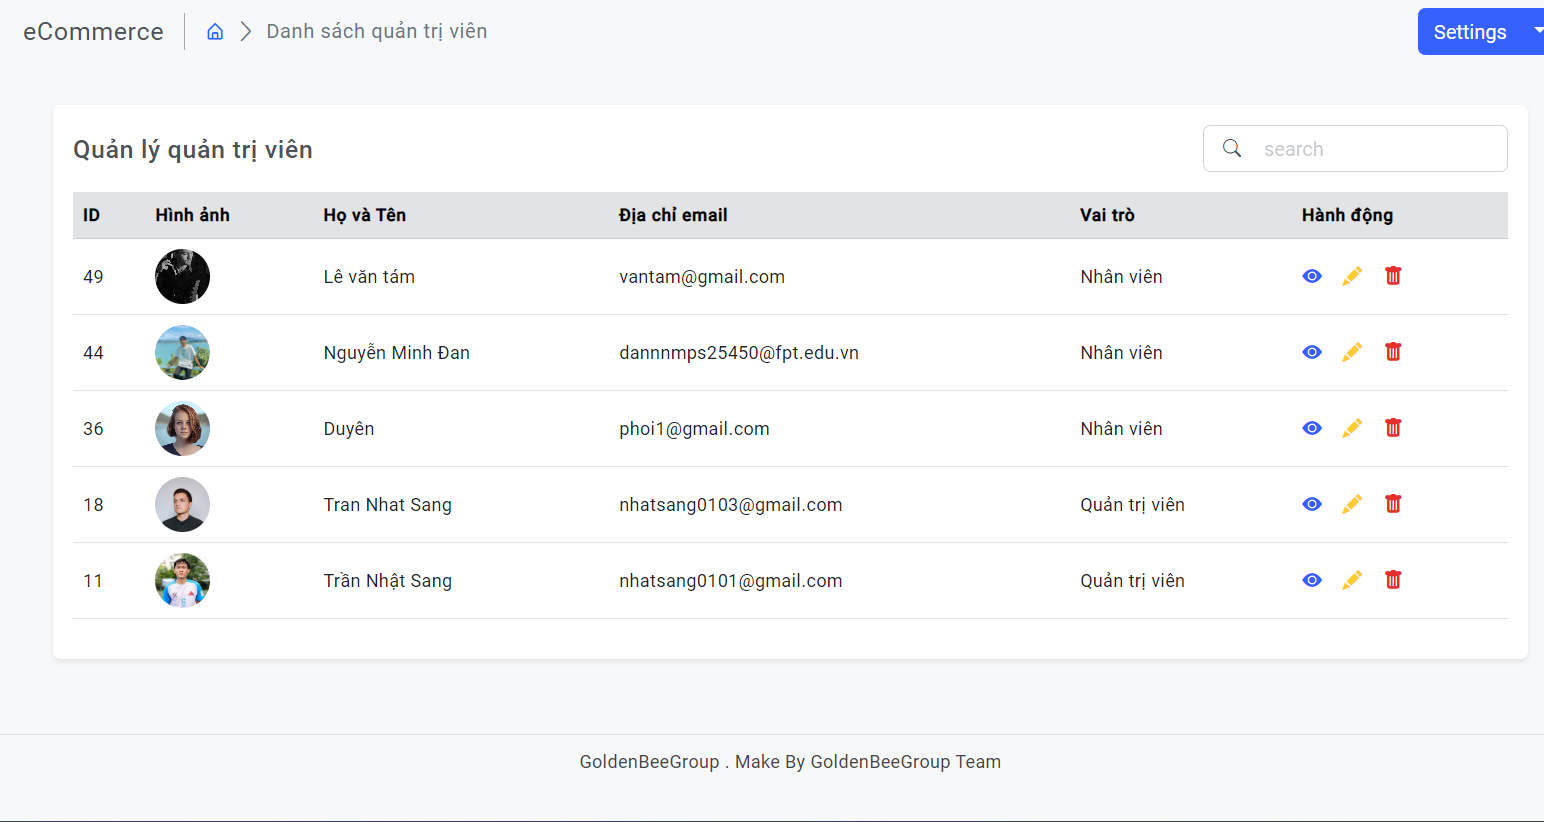 eCommerce Danh sách quản trị viên Settings
Quản lý quản trị viên search
ID Hình ảnh Họ và Tên Địa chỉ email Vai trò Hành động
49 Lê văn tám vantam@gmail.com Nhân viên
44 Nguyễn Minh Đan dannnmps25450@fpt.edu.vn Nhân viên
36 Duyên phoi1@gmail.com Nhân viên
18 Tran Nhat Sang nhatsang0103@gmail.com Quản trị viên
11 Trần Nhật Sang nhatsang0101@gmail.com Quản trị viên
GoldenBeeGroup . Make By GoldenBeeGroup Team